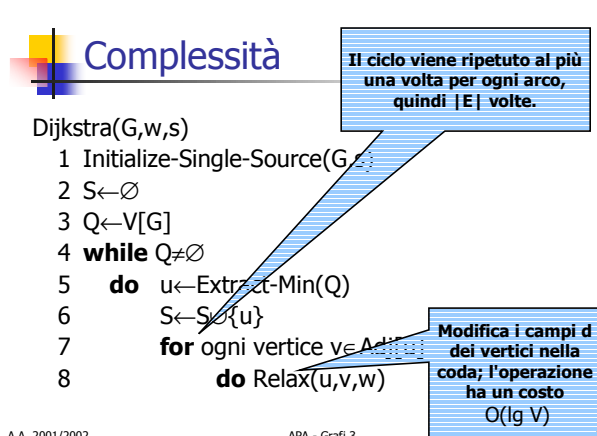 Complessità
Il ciclo viene ripetuto al più
una volta per ogni arco,
quindi |E| volte.
Dijkstra(G,w,s)
1 Initialize-Single-Source(G,s)
2 S←∅
3 Q←V[G]
4 while Q≠∅
5 do u←Extract-Min(Q)
6 S←S∅{u}
7 for ogni vertice v∈Adj[u]
8 do Relax(u,v,w)
Modifica i campi d
dei vertici nella
coda; l'operazione
ha un costo
O(lg V)
A.A. 2001/2002
APA - Grafi 3